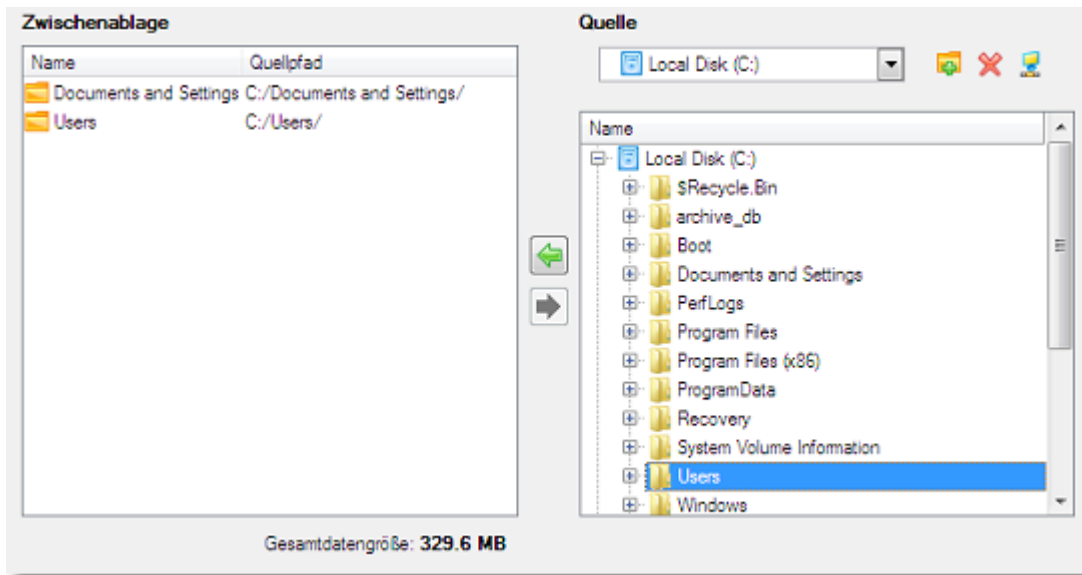 Zwischenablage
Name Quellpfad
Documents and Settings C:/Documents and Settings/
Users C:/Users/
Gesamtdatengröße: 329.6 MB
Quelle
Local Disk (C:)
Name
Local Disk (C:)
$Recycle.Bin
archive_db
Boot
Documents and Settings
PerfLogs
Program Files
Program Files (x86)
ProgramData
Recovery
System Volume Information
Users
Windows